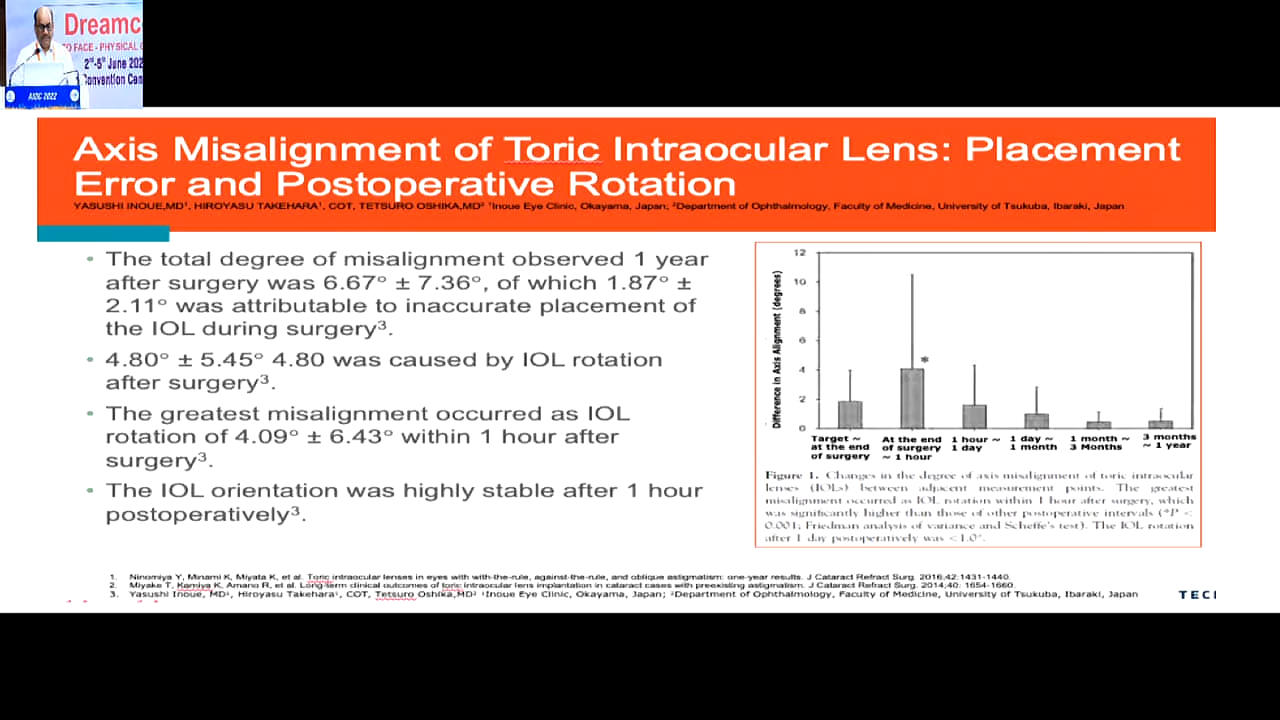 Dreamc
O FACE - PHYSICAL
2nd-5th June 202
Convention Cen
AIOC 2022
Axis Misalignment of Toric Intraocular Lens: Placement
Error and Postoperative Rotation
YASUSHI INOUE,MD¹, HIROYASU TAKEHARA¹, COT, TETSURO OSHIKA,MD² ¹Inoue Eye Clinic, Okayama, Japan; ²Department of Ophthalmology, Faculty of Medicine, University of Tsukuba, Ibaraki, Japan
• The total degree of misalignment observed 1 year
after surgery was 6.67° ± 7.36°, of which 1.87° ±
2.11° was attributable to inaccurate placement of
the IOL during surgery³.
• 4.80° ± 5.45° 4.80 was caused by IOL rotation
after surgery³.
• The greatest misalignment occurred as IOL
rotation of 4.09° ± 6.43° within 1 hour after
surgery³.
• The IOL orientation was highly stable after 1 hour
postoperatively³.
Difference in Axis Alignment (degrees)
12
10
8
6
4
2
0
*
Target ~
at the end
of surgery
At the end
of surgery
~ 1 hour
1 hour ~
1 day
1 day ~
1 month
1 month ~
3 Months
3 months
~ 1 year
Figure 1. Changes in the degree of axis misalignment of toric intraocular
lenses (IOLs) between adjacent measurement points. The greatest
misalignment occurred as IOL rotation within 1 hour after surgery, which
was significantly higher than those of other postoperative intervals (*P <
0.001; Friedman analysis of variance and Scheffe's test). The IOL rotation
after 1 day postoperatively was <1.0°.
1. Ninomiya Y, Minami K, Miyata K, et al. Toric intraocular lenses in eyes with with-the-rule, against-the-rule, and oblique astigmatism: one-year results. J Cataract Refract Surg. 2016;42:1431-1440.
2. Miyake T, Kamiya K, Amano R, et al. Long-term clinical outcomes of toric intraocular lens implantation in cataract cases with preexisting astigmatism. J Cataract Refract Surg. 2014;40: 1654-1660.
3. Yasushi Inoue, MD¹, Hiroyasu Takehara¹, COT, Tetsuro Oshika,MD² ¹Inoue Eye Clinic, Okayama, Japan; ²Department of Ophthalmology, Faculty of Medicine, University of Tsukuba, Ibaraki, Japan
TECI